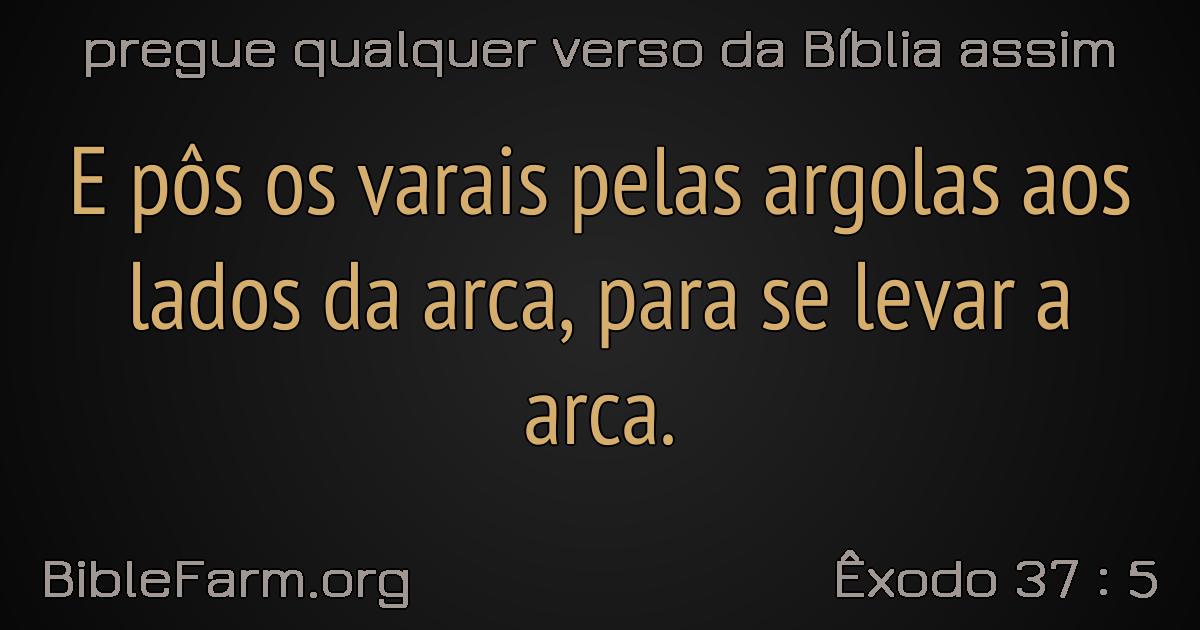 pregue qualquer verso da Bíblia assim
E pôs os varais pelas argolas aos
lados da arca, para se levar a
arca.
BibleFarm.org
Êxodo 37 : 5